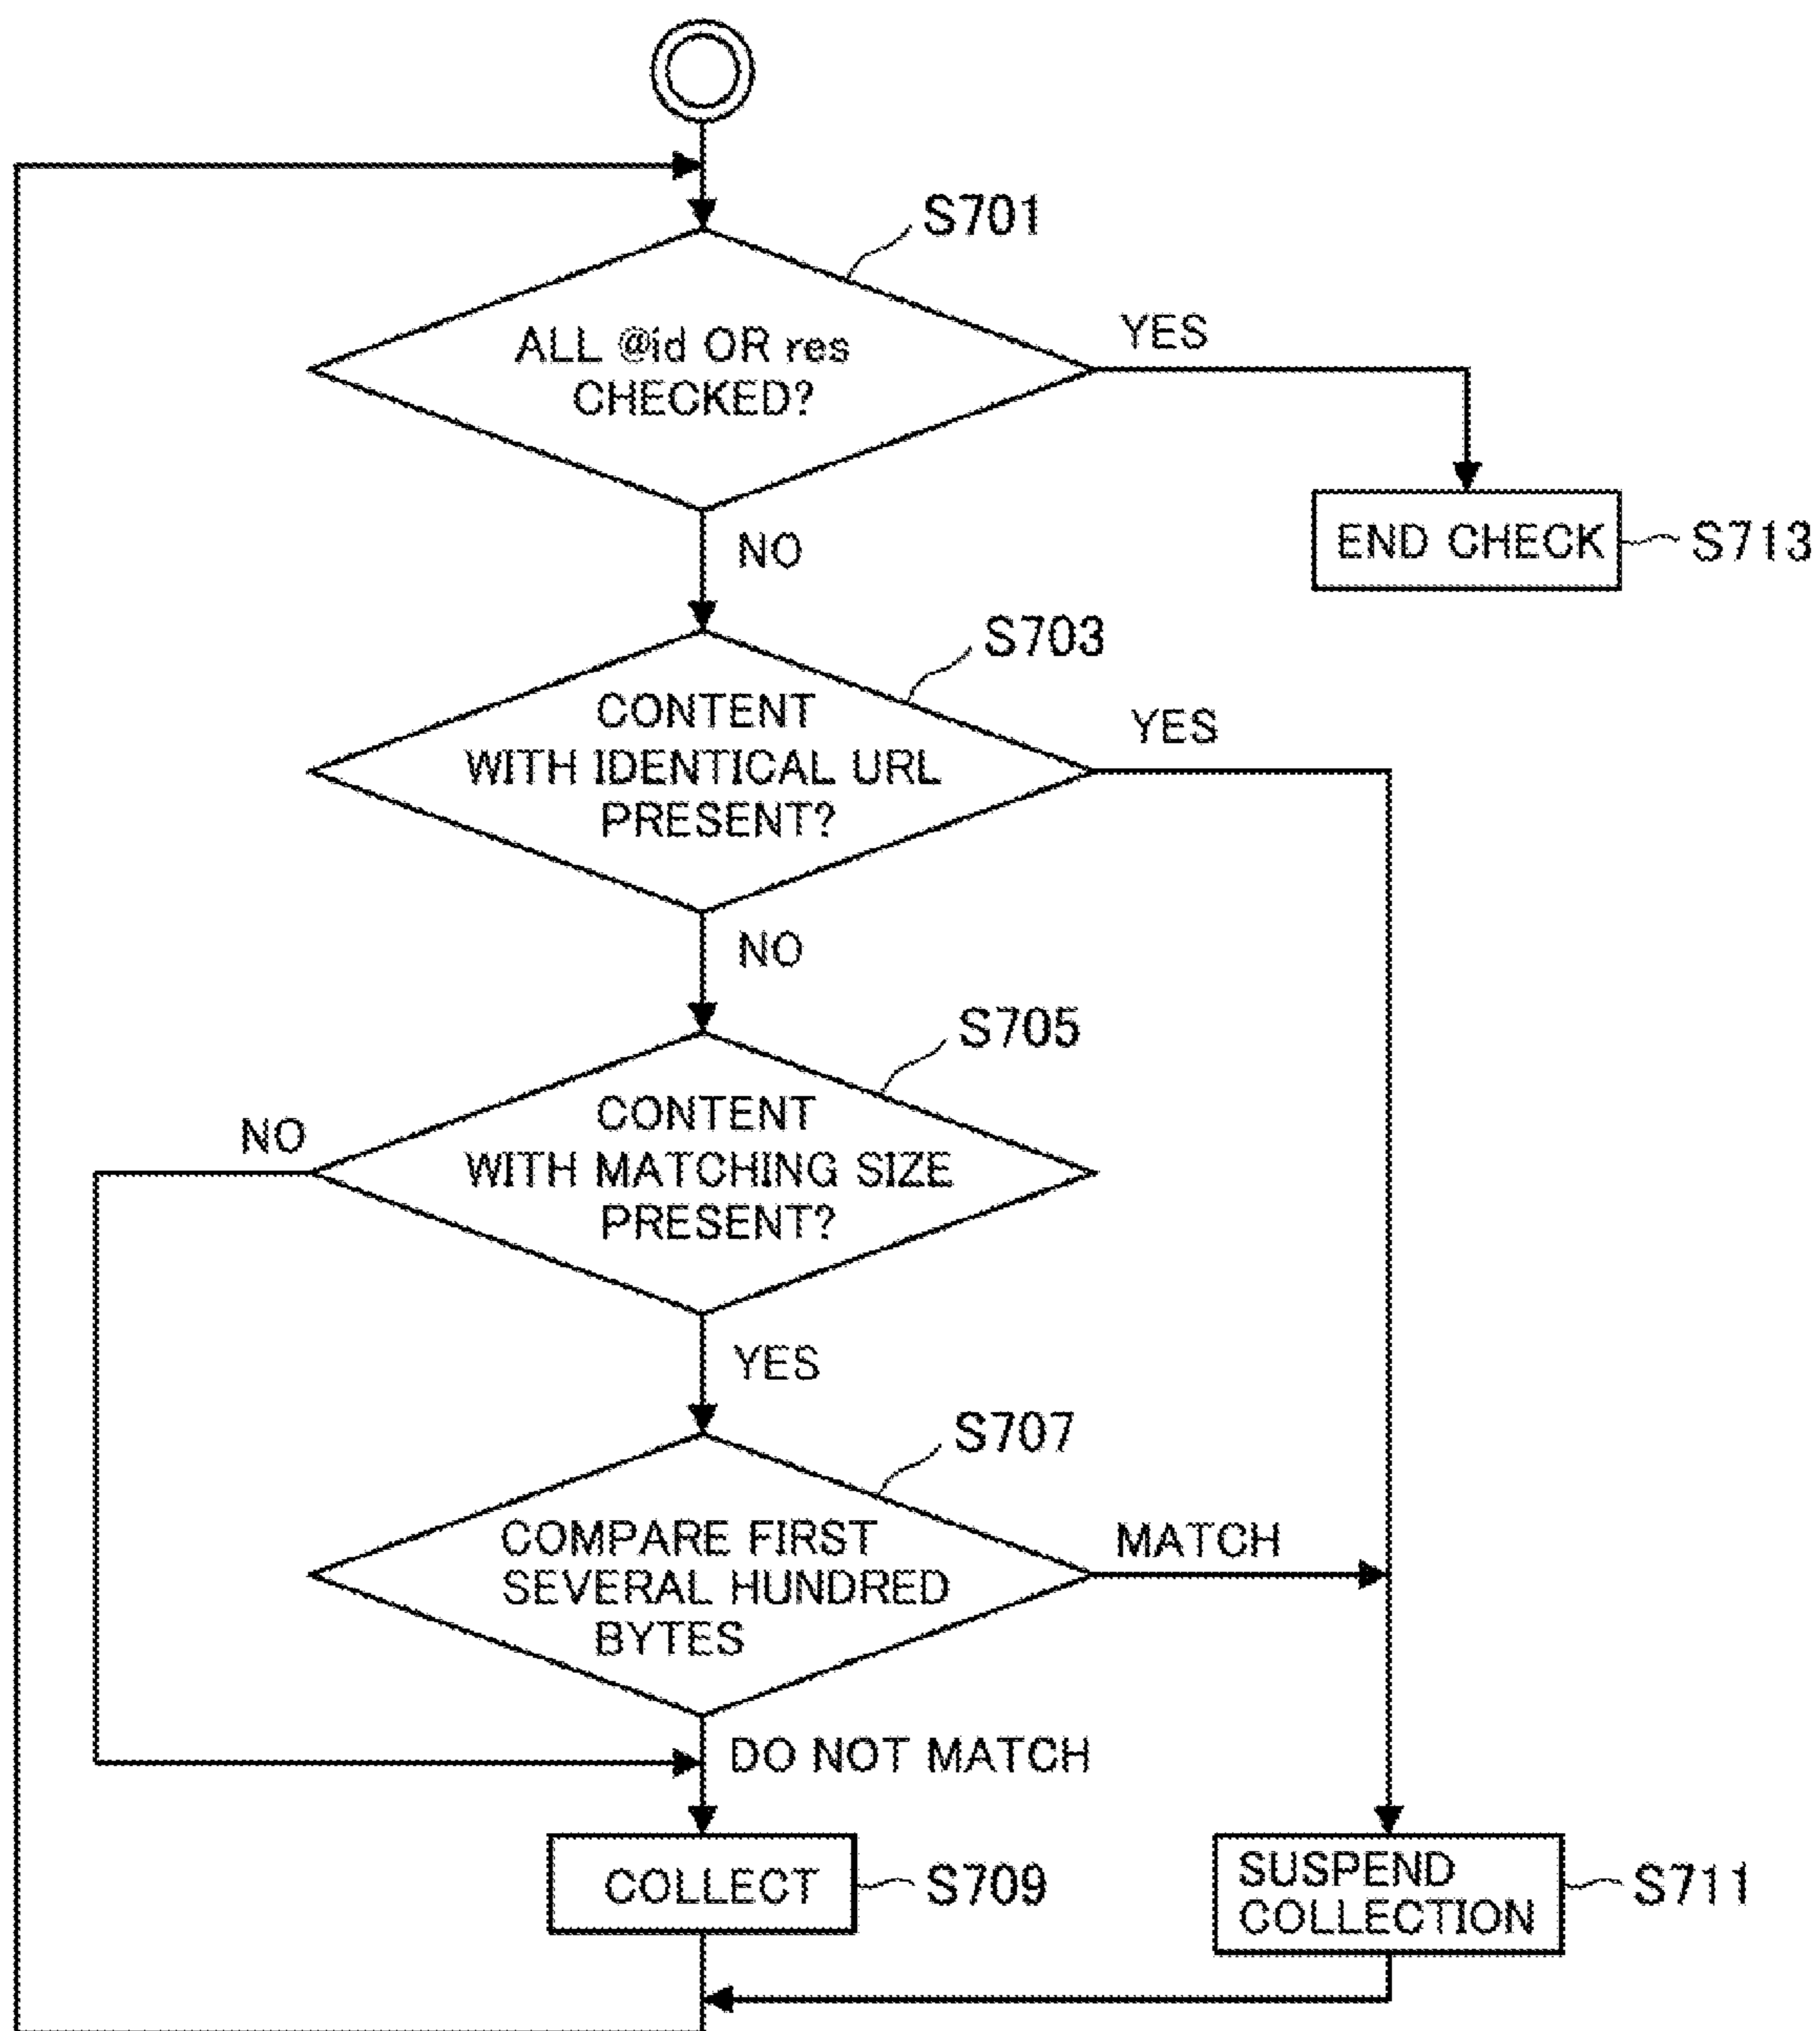 S701
ALL @id OR res
CHECKED?
YES
END CHECK
S713
NO
S703
CONTENT
WITH IDENTICAL URL
PRESENT?
YES
NO
S705
CONTENT
WITH MATCHING SIZE
PRESENT?
NO
YES
S707
COMPARE FIRST
SEVERAL HUNDRED
BYTES
MATCH
DO NOT MATCH
COLLECT
S709
SUSPEND
COLLECTION
S711